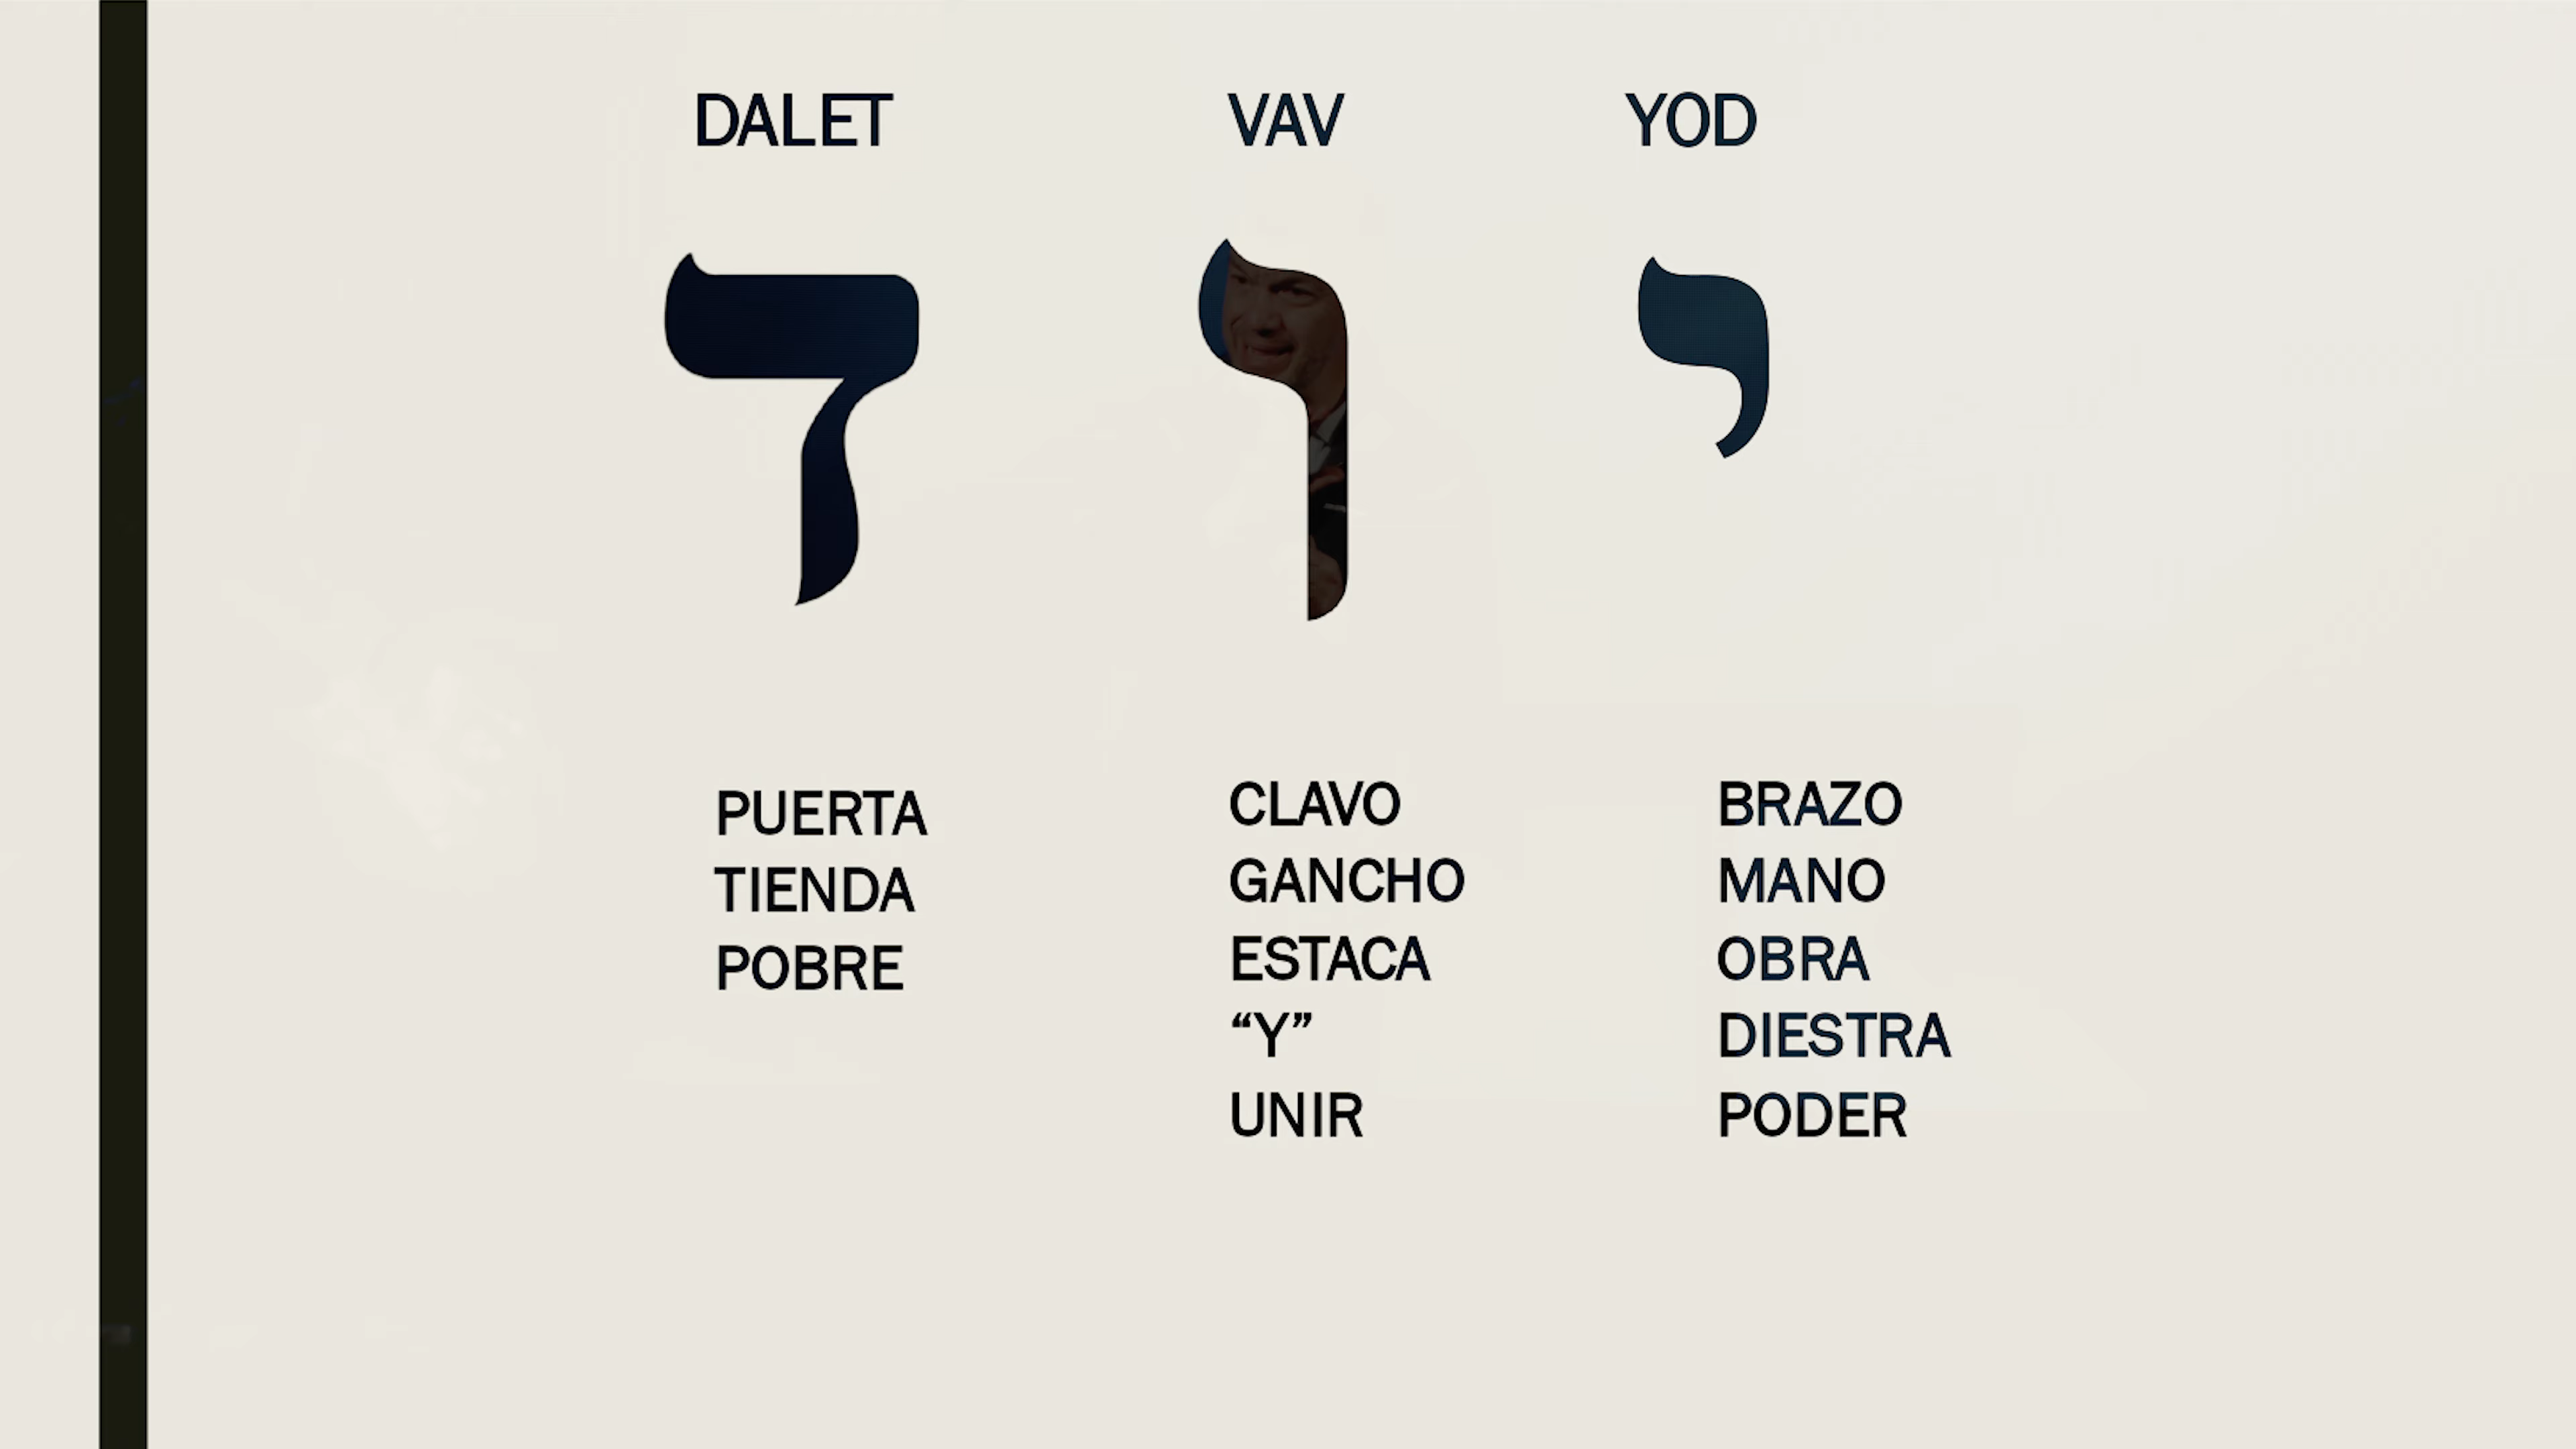 DALET VAV YOD
ד ו י
PUERTA
TIENDA
POBRE
CLAVO
GANCHO
ESTACA
“Y”
UNIR
BRAZO
MANO
OBRA
DIESTRA
PODER